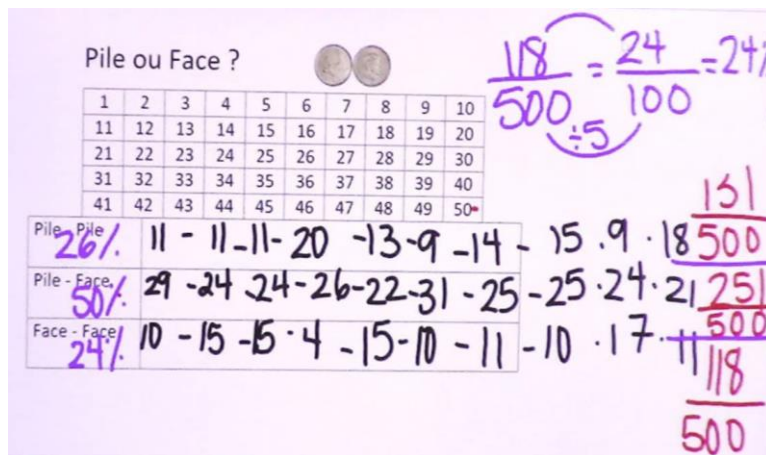 Pile ou Face ?
118/500 = 24/100 = 24%
÷5
1 2 3 4 5 6 7 8 9 10
11 12 13 14 15 16 17 18 19 20
21 22 23 24 25 26 27 28 29 30
31 32 33 34 35 36 37 38 39 40
41 42 43 44 45 46 47 48 49 50
Pile - Pile 26% 11 - 11 - 11 - 20 - 13 - 9 - 14 - 15 . 9 . 18 131/500
Pile - Face 50% 29 - 24 - 24 - 26 - 22 - 31 - 25 - 25 . 24 . 21 251/500
Face - Face 24% 10 - 15 - 15 . 4 - 15 - 10 - 11 - 10 . 17 . 11 118/500